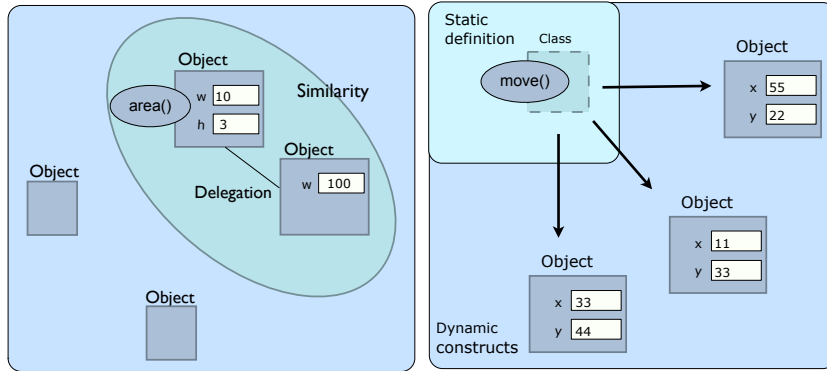 Object
w 10
h 3
area()
Similarity
Object
w 100
Delegation
Object
Object
Static
definition
Class
move()
Object
x 55
y 22
Object
x 11
y 33
Object
x 33
y 44
Dynamic
constructs